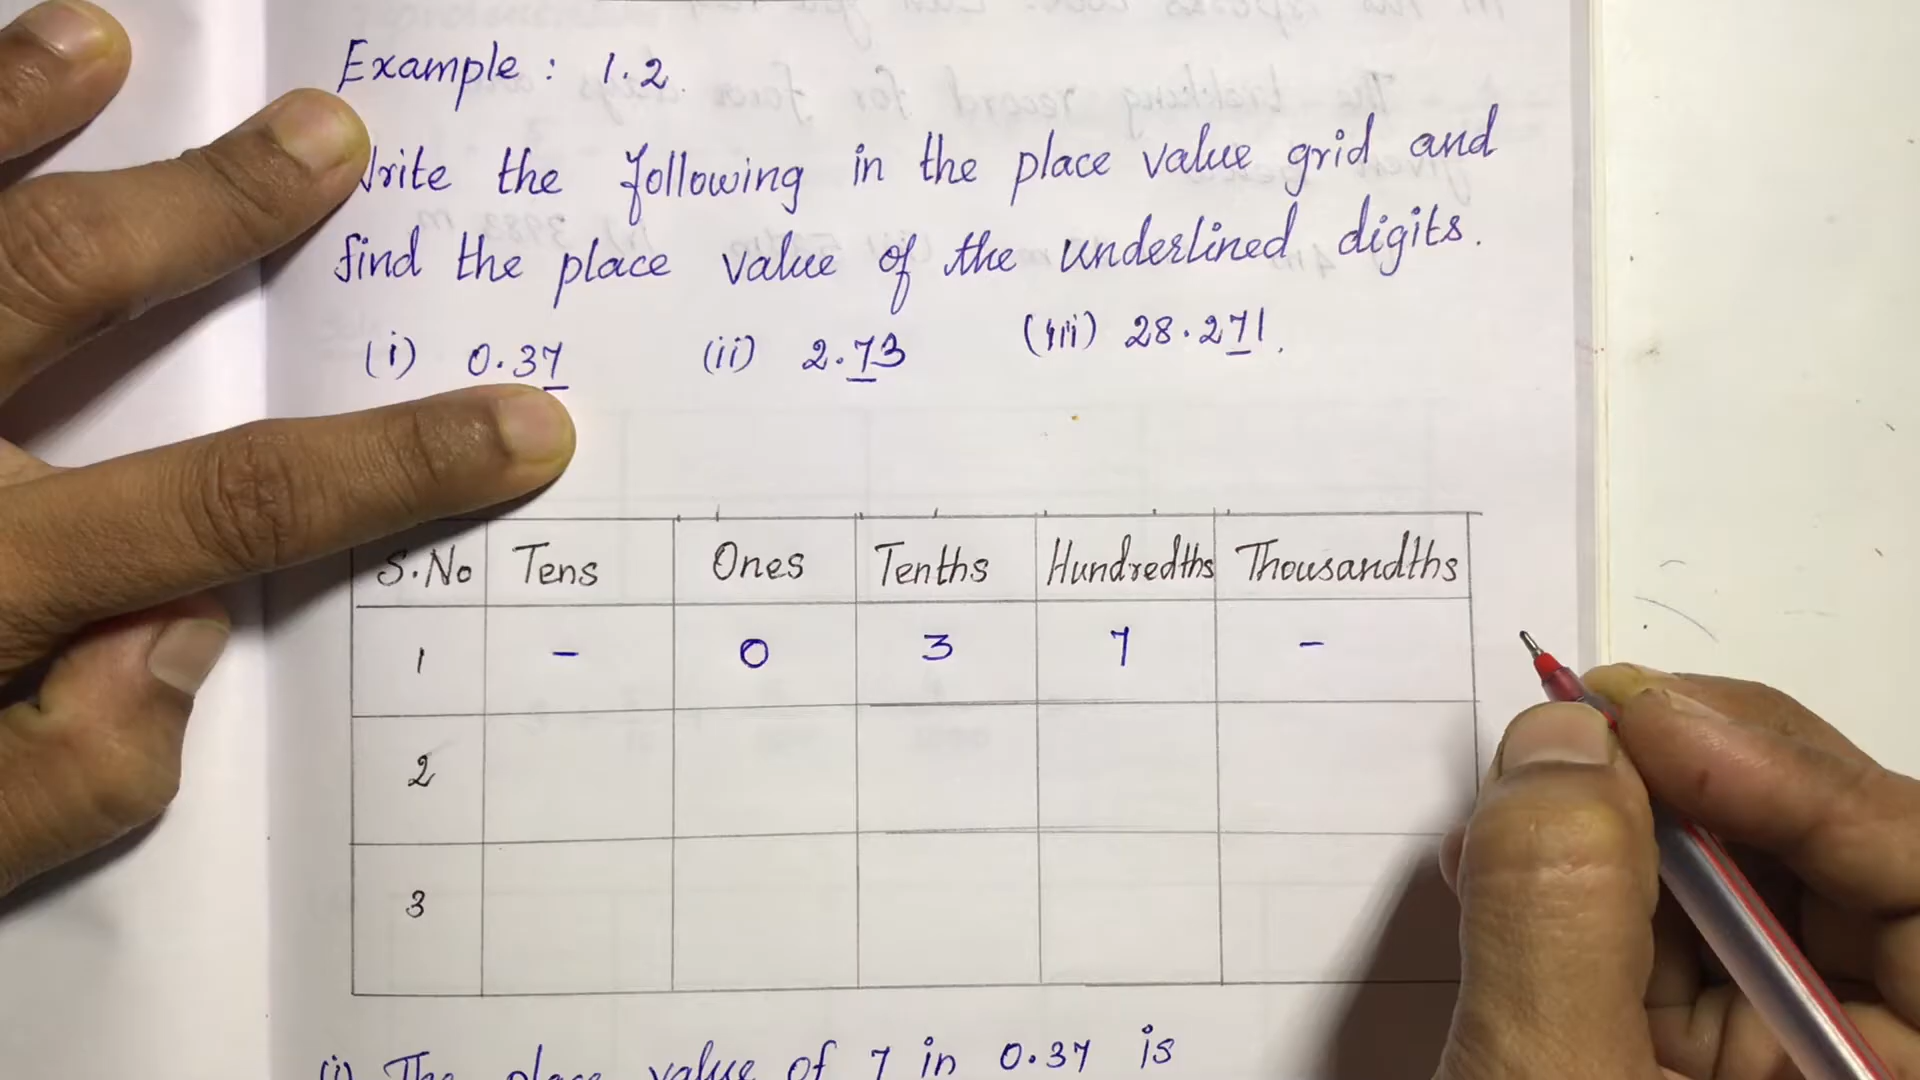 Example : 1.2.
Write the following in the place value grid and
find the place value of the underlined digits.
(i) 0.37 (ii) 2.73 (iii) 28.271.
S.No Tens Ones Tenths Hundredths Thousandths
1 - 0 3 7 -
2
3
(i) The place value of 7 in 0.37 is